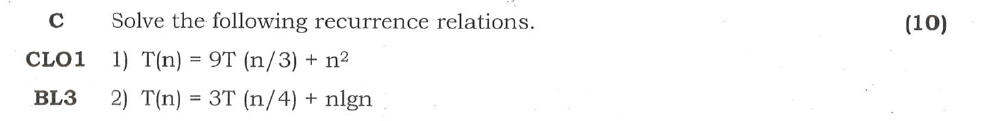 C Solve the following recurrence relations. (10)
CLO1 1) T(n) = 9T (n/3) + n²
BL3 2) T(n) = 3T (n/4) + nlgn